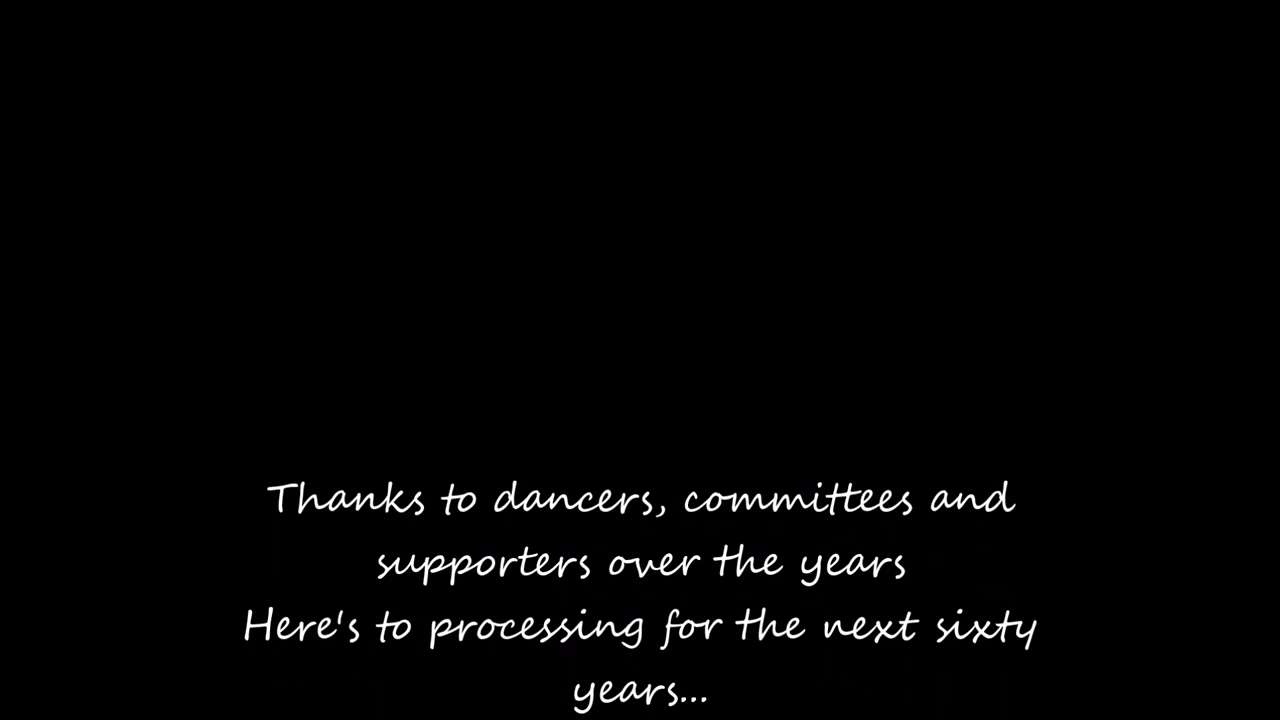 Thanks to dancers, committees and
supporters over the years
Here's to processing for the next sixty
years...